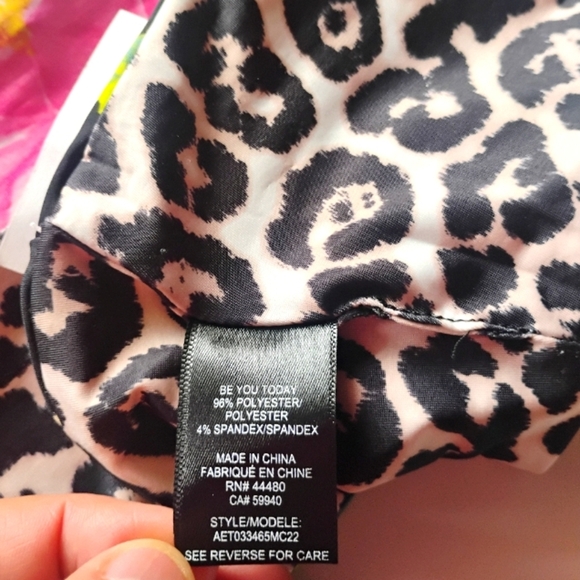 BE YOU TODAY
96% POLYESTER/
POLYESTER
4% SPANDEX/SPANDEX
MADE IN CHINA
FABRIQUÉ EN CHINE
RN# 44480
CA# 59940
STYLE/MODELE:
AET033465MC22
SEE REVERSE FOR CARE